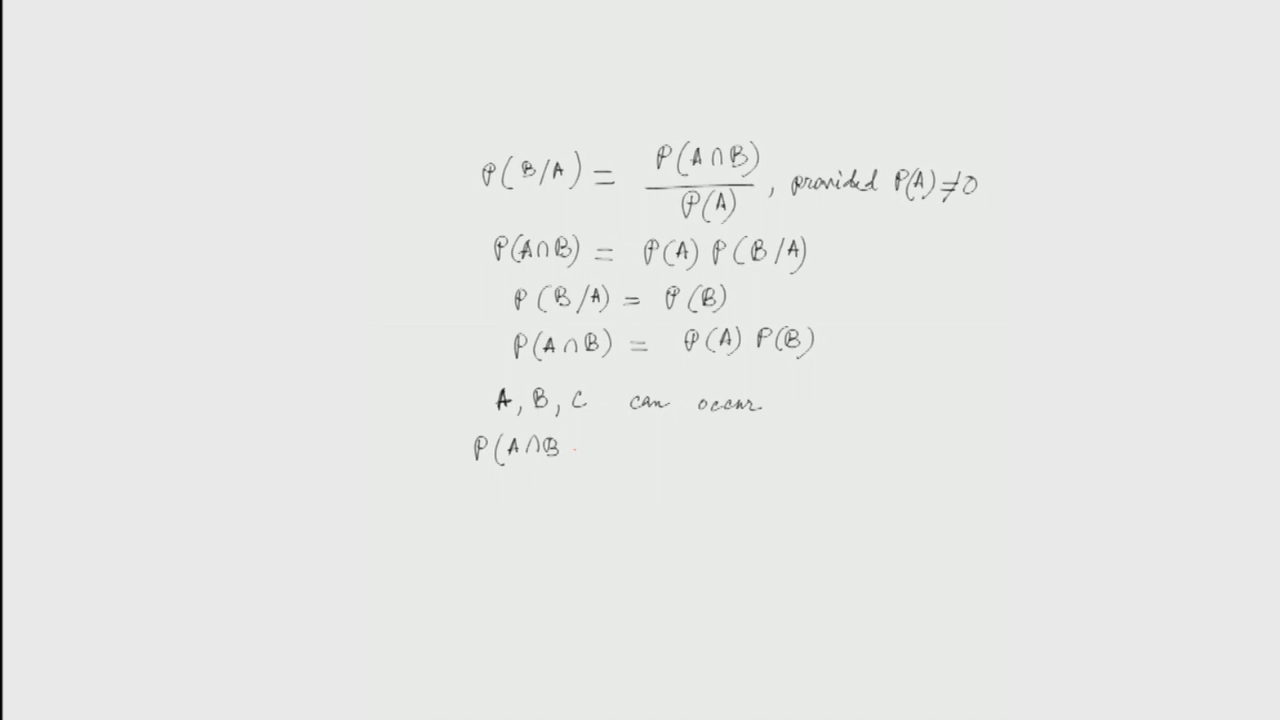 P(B/A) = P(A∩B) / P(A), provided P(A)≠0
P(A∩B) = P(A) P(B/A)
P(B/A) = P(B)
P(A∩B) = P(A) P(B)
A, B, C can occur
P(A∩B